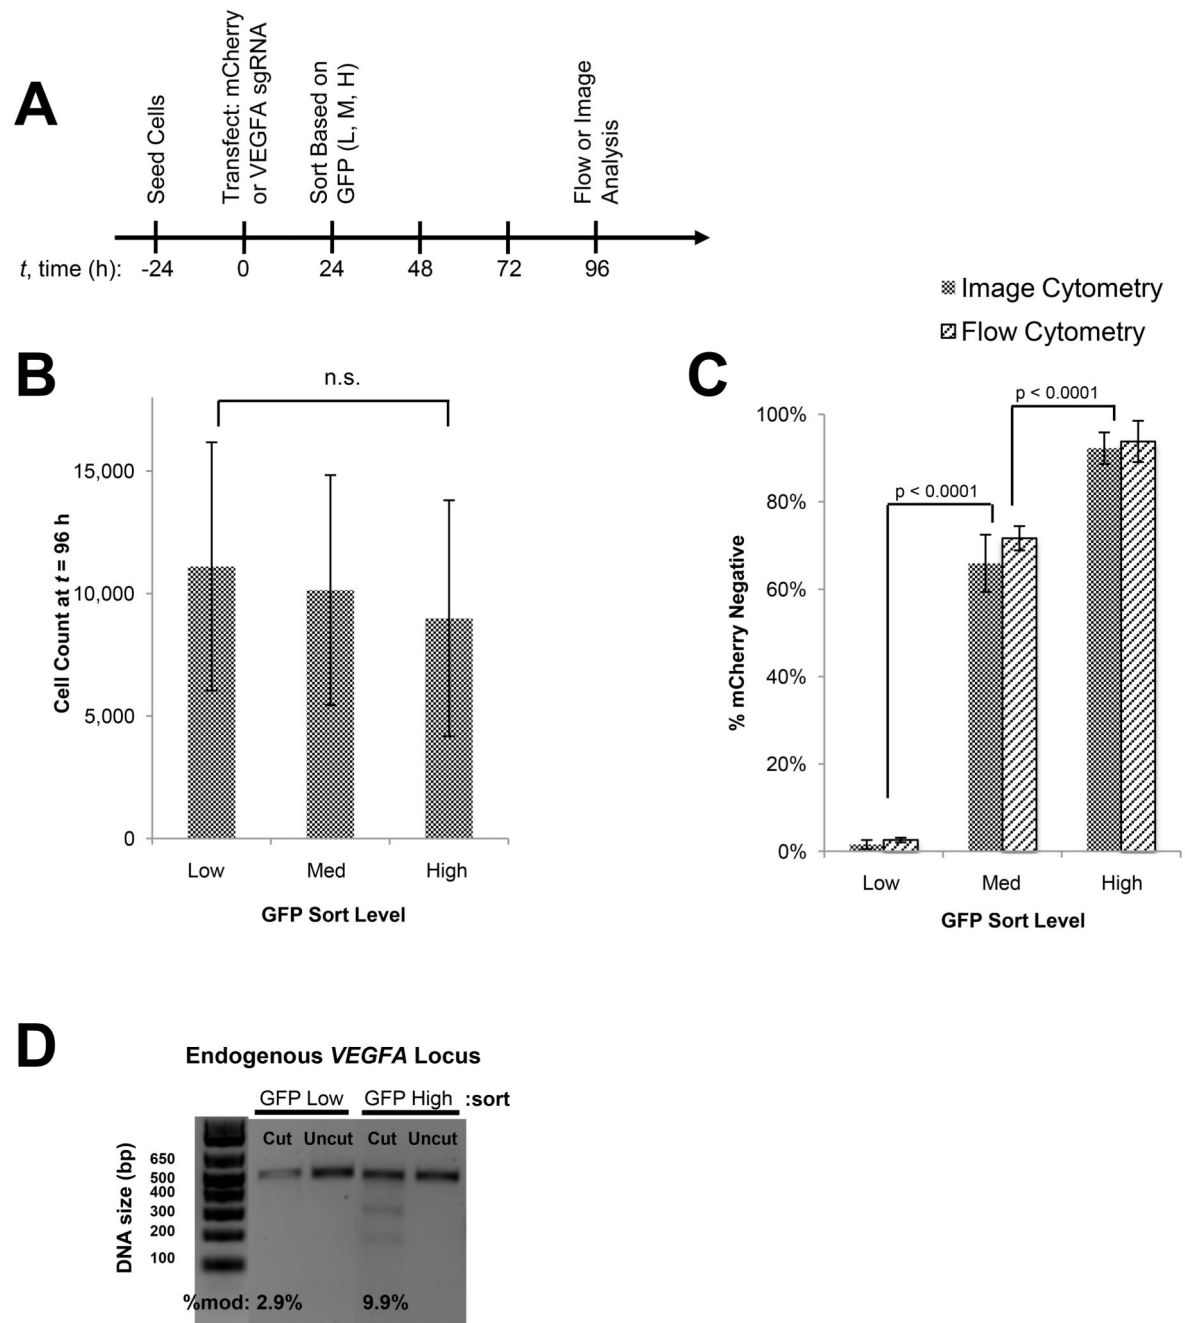 A
Seed Cells
Transfect: mCherry
or VEGFA sgRNA
Sort Based on
GFP (L, M, H)
Flow or Image
Analysis
t, time (h): -24 0 24 48 72 96
Image Cytometry
Flow Cytometry
B
n.s.
Cell Count at t = 96 h
15,000
10,000
5,000
0
Low Med High
GFP Sort Level
C
p < 0.0001
p < 0.0001
% mCherry Negative
100%
80%
60%
40%
20%
0%
Low Med High
GFP Sort Level
D
Endogenous VEGFA Locus
GFP Low GFP High :sort
Cut Uncut Cut Uncut
DNA size (bp)
650
500
400
300
200
100
%mod: 2.9% 9.9%